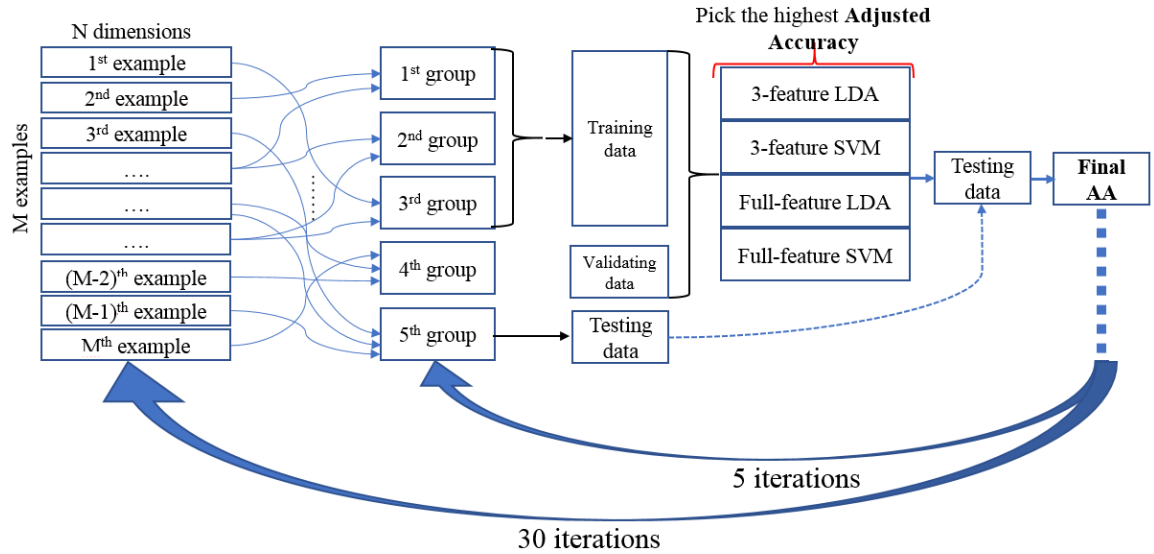 Pick the highest Adjusted
Accuracy
N dimensions
M examples
1st example
2nd example
3rd example
....
....
....
(M-2)th example
(M-1)th example
Mth example
1st group
2nd group
......
3rd group
4th group
5th group
Training
data
Validating
data
Testing
data
3-feature LDA
3-feature SVM
Full-feature LDA
Full-feature SVM
Testing
data
Final
AA
5 iterations
30 iterations